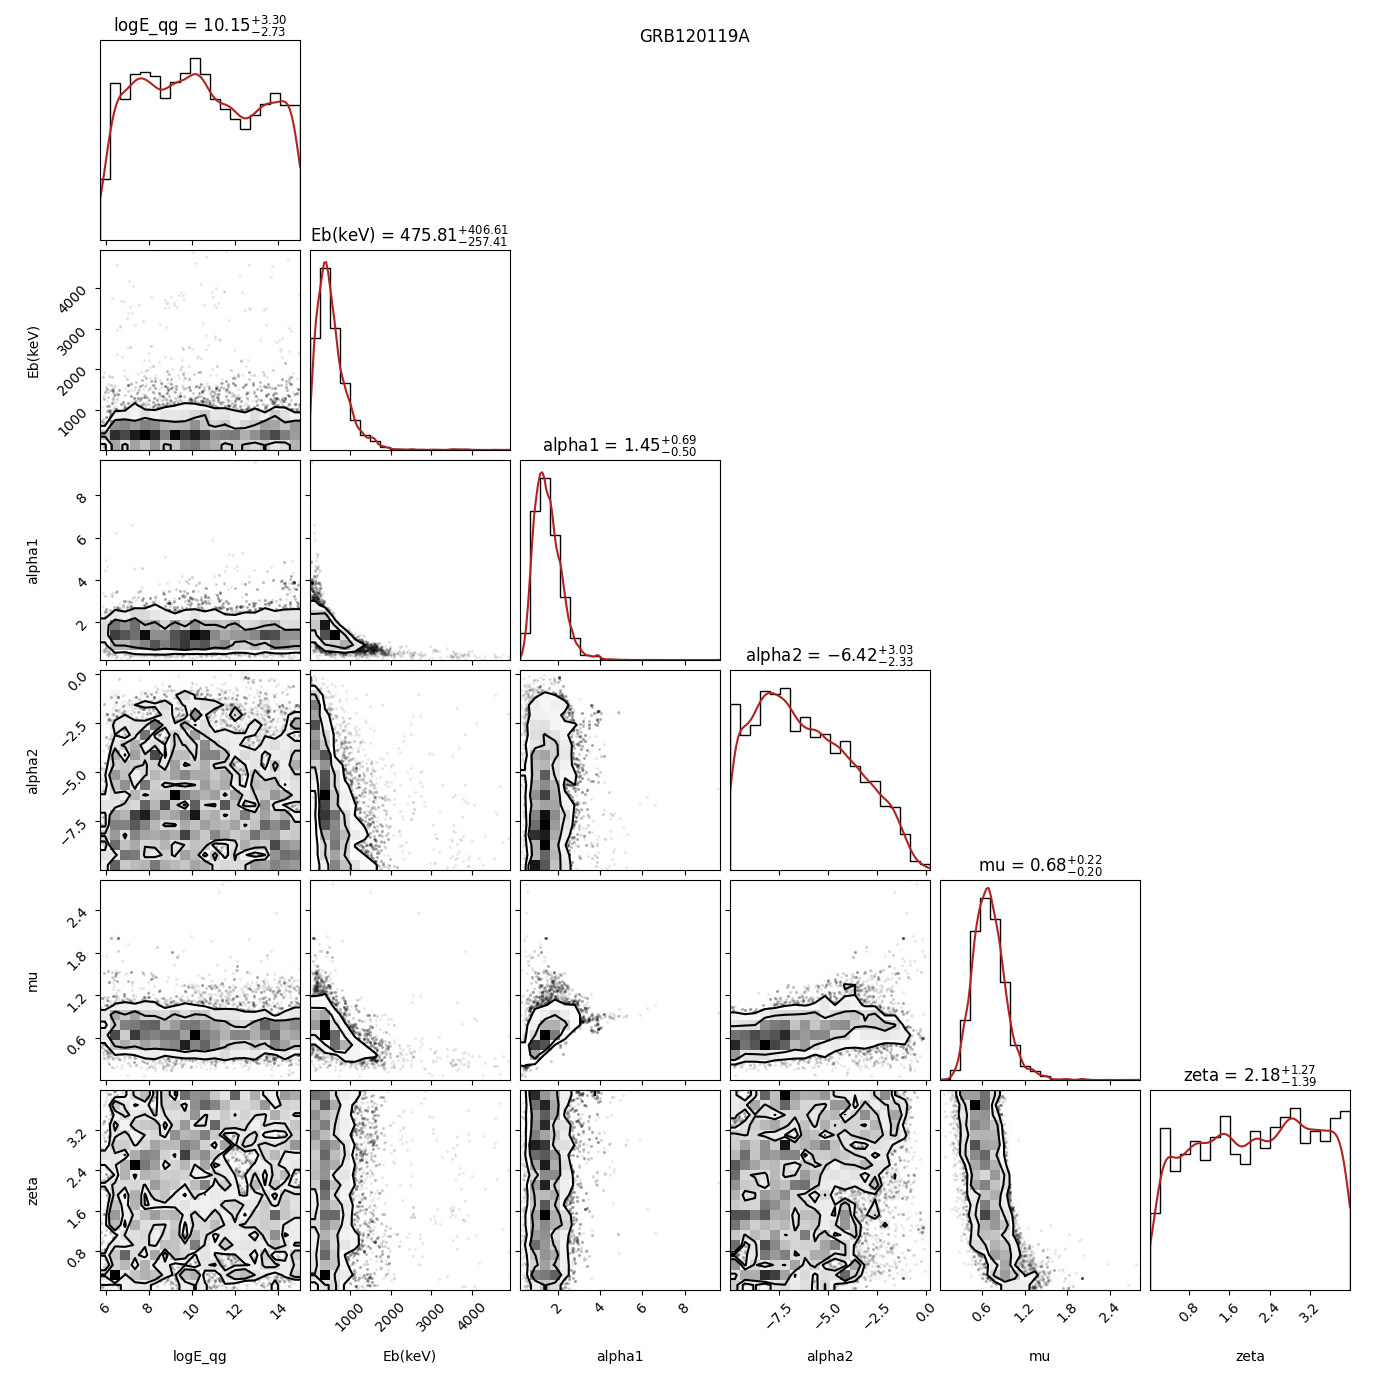 logE_qg = 10.15+3.30−2.73
GRB120119A
Eb(keV) = 475.81+406.61−257.41
Eb(keV)
4000
3000
2000
1000
alpha1 = 1.45+0.69−0.50
alpha1
8
6
4
2
alpha2 = −6.42+3.03−2.33
alpha2
0.0
−2.5
−5.0
−7.5
mu = 0.68+0.22−0.20
mu
2.4
1.8
1.2
0.6
zeta = 2.18+1.27−1.39
zeta
3.2
2.4
1.6
0.8
6 8 10 12 14 1000 2000 3000 4000 2 4 6 8 −7.5 −5.0 −2.5 0.0 0.6 1.2 1.8 2.4 0.8 1.6 2.4 3.2
logE_qg Eb(keV) alpha1 alpha2 mu zeta